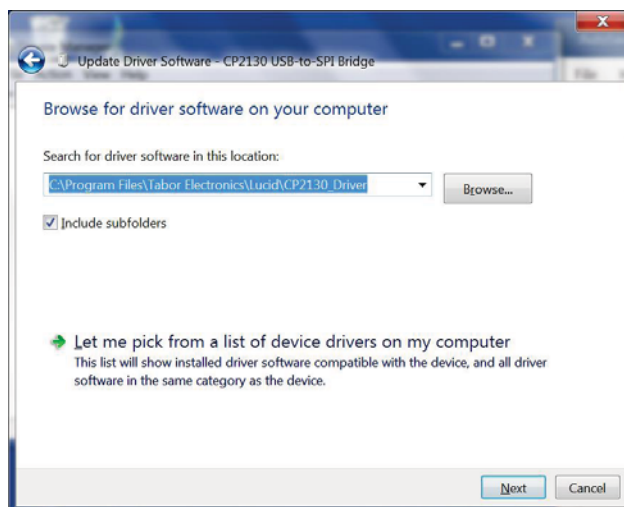 Update Driver Software - CP2130 USB-to-SPI Bridge
View Help
File
Browse for driver software on your computer
Search for driver software in this location:
C:\Program Files\Tabor Electronics\Lucid\CP2130_Driver
Browse...
Include subfolders
Let me pick from a list of device drivers on my computer
This list will show installed driver software compatible with the device, and all driver
software in the same category as the device.
Next
Cancel